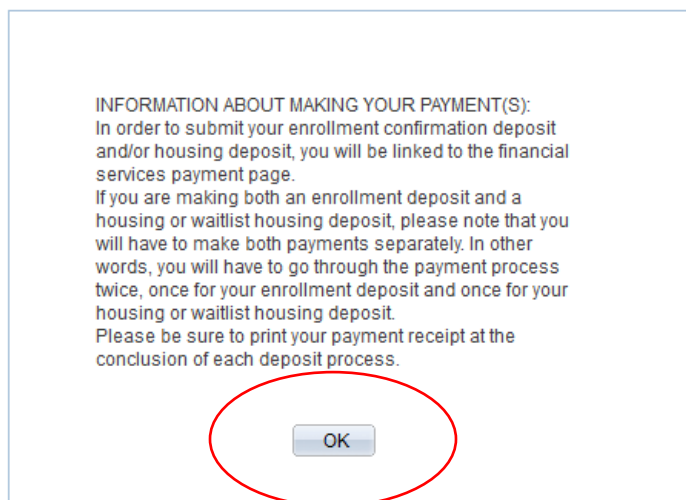 INFORMATION ABOUT MAKING YOUR PAYMENT(S):
In order to submit your enrollment confirmation deposit
and/or housing deposit, you will be linked to the financial
services payment page.
If you are making both an enrollment deposit and a
housing or waitlist housing deposit, please note that you
will have to make both payments separately. In other
words, you will have to go through the payment process
twice, once for your enrollment deposit and once for your
housing or waitlist housing deposit.
Please be sure to print your payment receipt at the
conclusion of each deposit process.
OK